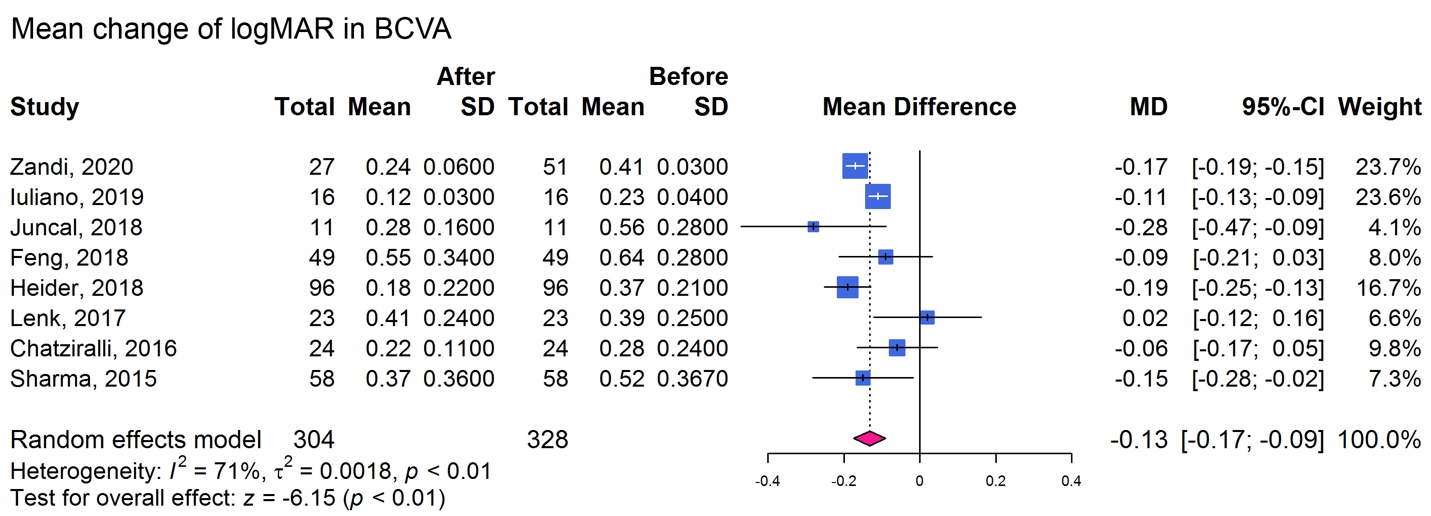 Mean change of logMAR in BCVA
After Before
Study Total Mean SD Total Mean SD Mean Difference MD 95%-CI Weight
Zandi, 2020 27 0.24 0.0600 51 0.41 0.0300 -0.17 [-0.19; -0.15] 23.7%
Iuliano, 2019 16 0.12 0.0300 16 0.23 0.0400 -0.11 [-0.13; -0.09] 23.6%
Juncal, 2018 11 0.28 0.1600 11 0.56 0.2800 -0.28 [-0.47; -0.09] 4.1%
Feng, 2018 49 0.55 0.3400 49 0.64 0.2800 -0.09 [-0.21; 0.03] 8.0%
Heider, 2018 96 0.18 0.2200 96 0.37 0.2100 -0.19 [-0.25; -0.13] 16.7%
Lenk, 2017 23 0.41 0.2400 23 0.39 0.2500 0.02 [-0.12; 0.16] 6.6%
Chatziralli, 2016 24 0.22 0.1100 24 0.28 0.2400 -0.06 [-0.17; 0.05] 9.8%
Sharma, 2015 58 0.37 0.3600 58 0.52 0.3670 -0.15 [-0.28; -0.02] 7.3%
Random effects model 304 328 -0.13 [-0.17; -0.09] 100.0%
Heterogeneity: I² = 71%, τ² = 0.0018, p < 0.01
Test for overall effect: z = -6.15 (p < 0.01)
-0.4 -0.2 0 0.2 0.4